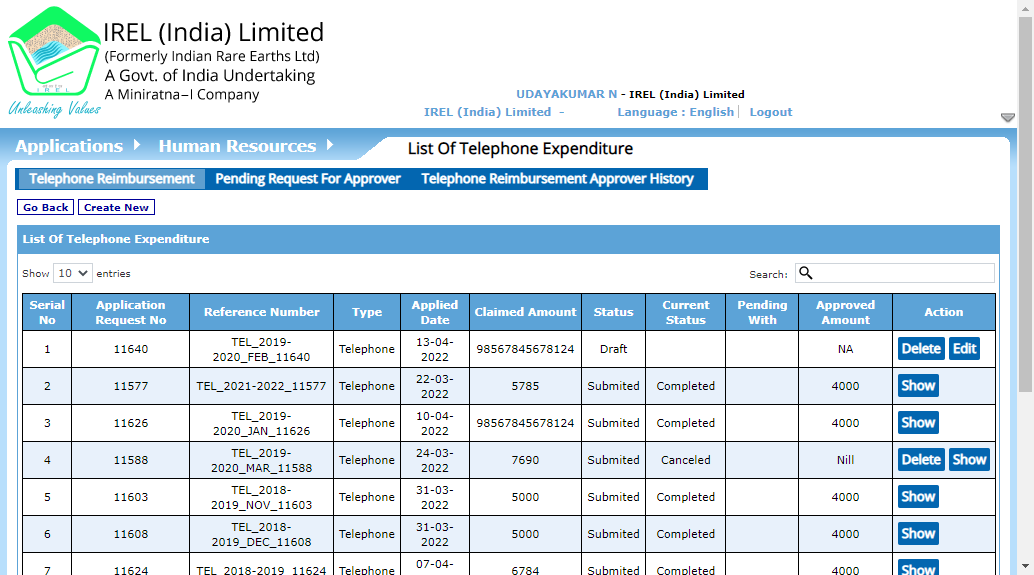 IREL (India) Limited
(Formerly Indian Rare Earths Ltd)
A Govt. of India Undertaking
A Miniratna–I Company
IREL
Unleashing Values
UDAYAKUMAR N - IREL (India) Limited
IREL (India) Limited - Language : English | Logout
Applications Human Resources List Of Telephone Expenditure
Telephone Reimbursement Pending Request For Approver Telephone Reimbursement Approver History
Go Back Create New
List Of Telephone Expenditure
Show 10 entries Search:
Serial No Application Request No Reference Number Type Applied Date Claimed Amount Status Current Status Pending With Approved Amount Action
1 11640 TEL_2019-2020_FEB_11640 Telephone 13-04-2022 98567845678124 Draft NA Delete Edit
2 11577 TEL_2021-2022_11577 Telephone 22-03-2022 5785 Submited Completed 4000 Show
3 11626 TEL_2019-2020_JAN_11626 Telephone 10-04-2022 98567845678124 Submited Completed 4000 Show
4 11588 TEL_2019-2020_MAR_11588 Telephone 24-03-2022 7690 Submited Canceled Nill Delete Show
5 11603 TEL_2018-2019_NOV_11603 Telephone 31-03-2022 5000 Submited Completed 4000 Show
6 11608 TEL_2018-2019_DEC_11608 Telephone 31-03-2022 5000 Submited Completed 4000 Show
7 11624 TEL_2018-2019_11624 Telephone 07-04- 6784 Submited Completed 4000 Show